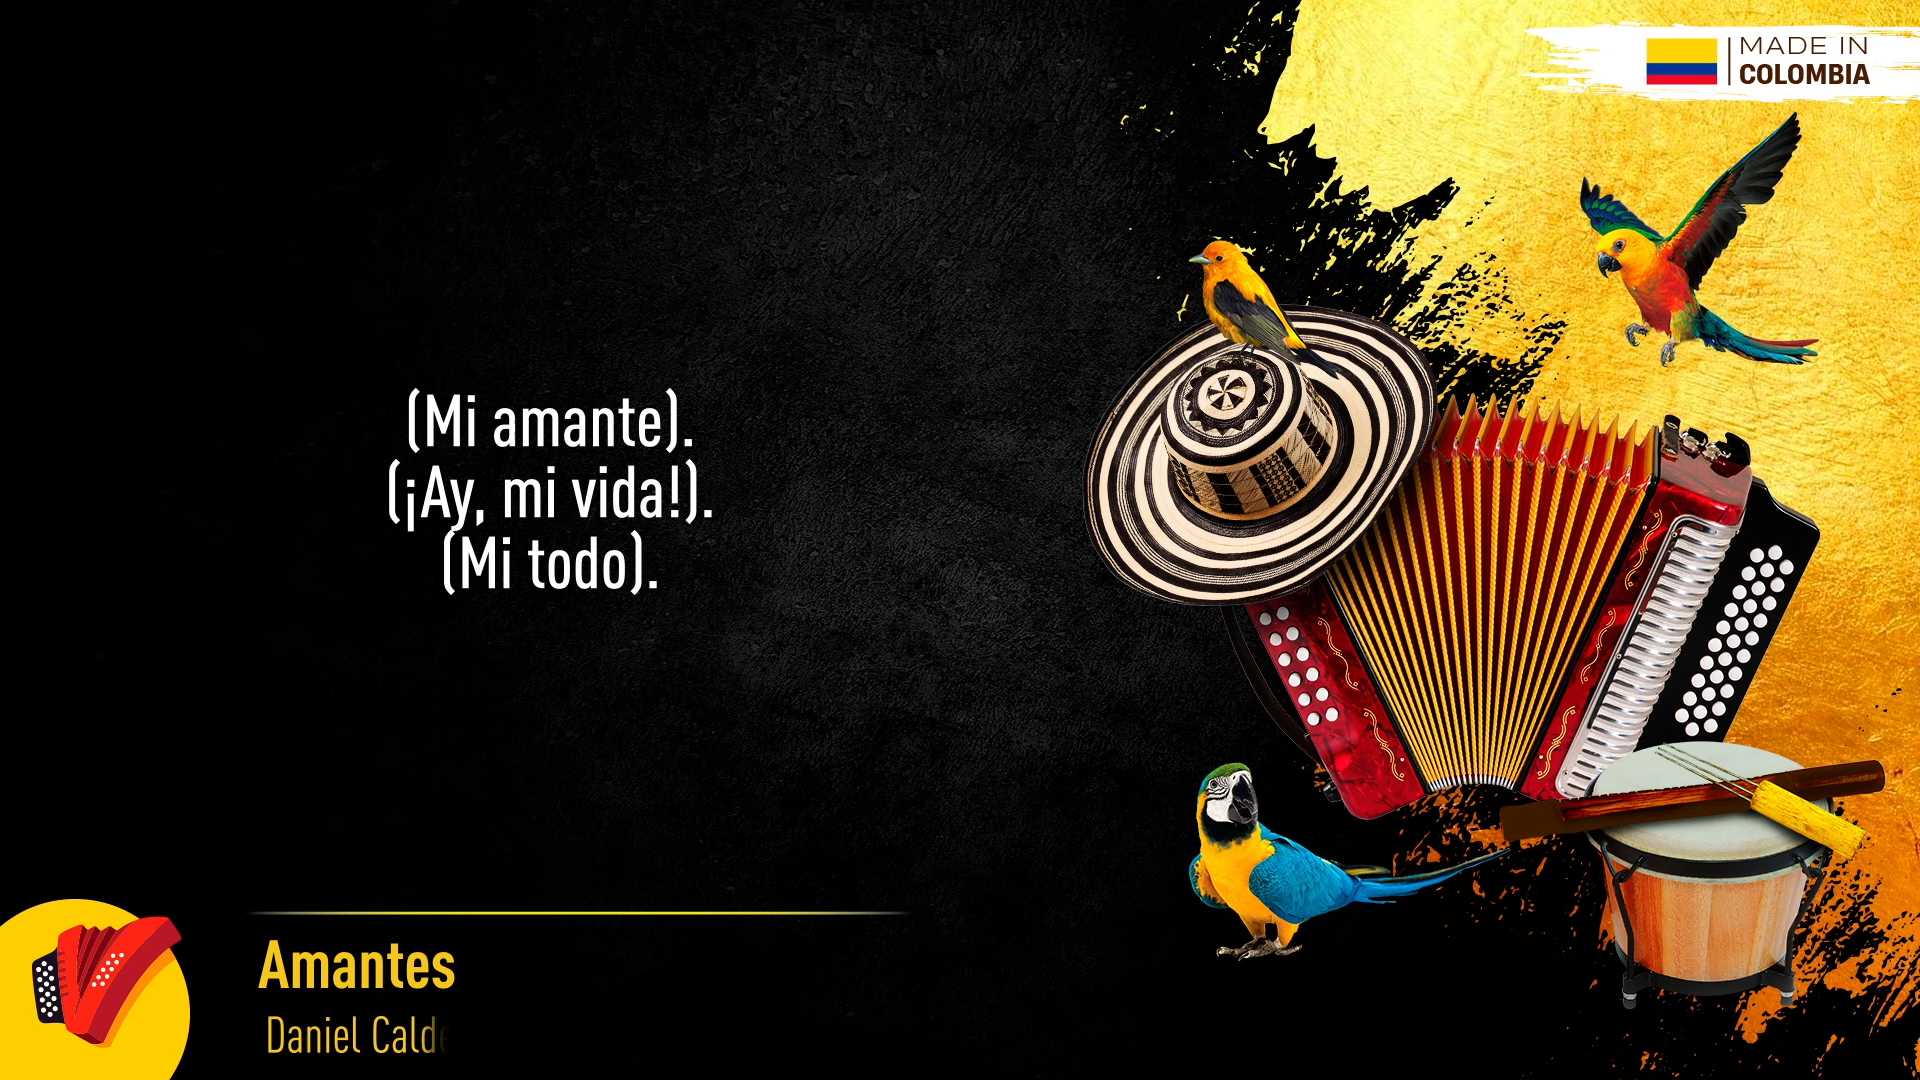 MADE IN
COLOMBIA
(Mi amante).
(¡Ay, mi vida!).
(Mi todo).
Amantes
Daniel